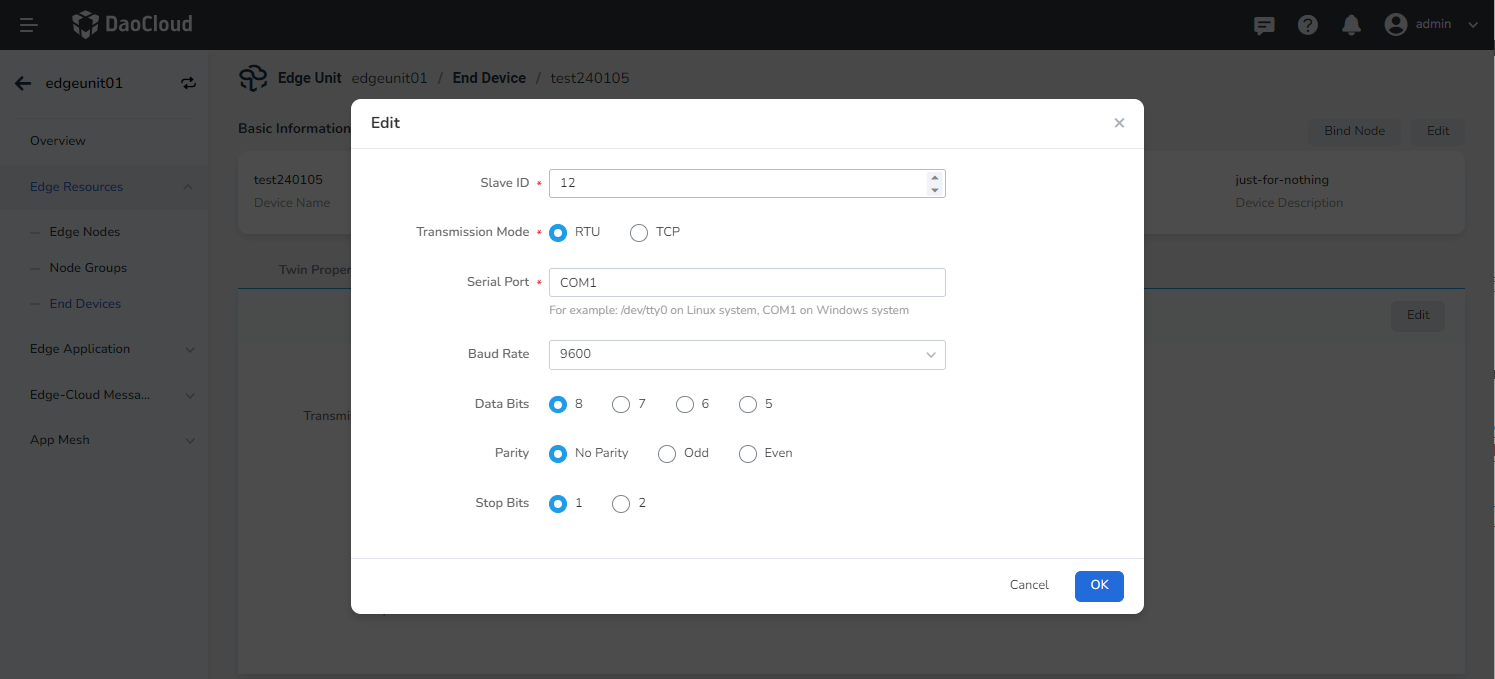 DaoCloud
admin
edgeunit01
Edge Unit edgeunit01 / End Device / test240105
Overview
Edge Resources
Edge Nodes
Node Groups
End Devices
Edge Application
Edge-Cloud Messa...
App Mesh
Basic Information
Bind Node
Edit
test240105
Device Name
just-for-nothing
Device Description
Edit
Edit
Slave ID * 12
Transmission Mode * RTU TCP
Serial Port * COM1
For example: /dev/tty0 on Linux system, COM1 on Windows system
Baud Rate 9600
Data Bits 8 7 6 5
Parity No Parity Odd Even
Stop Bits 1 2
Cancel OK